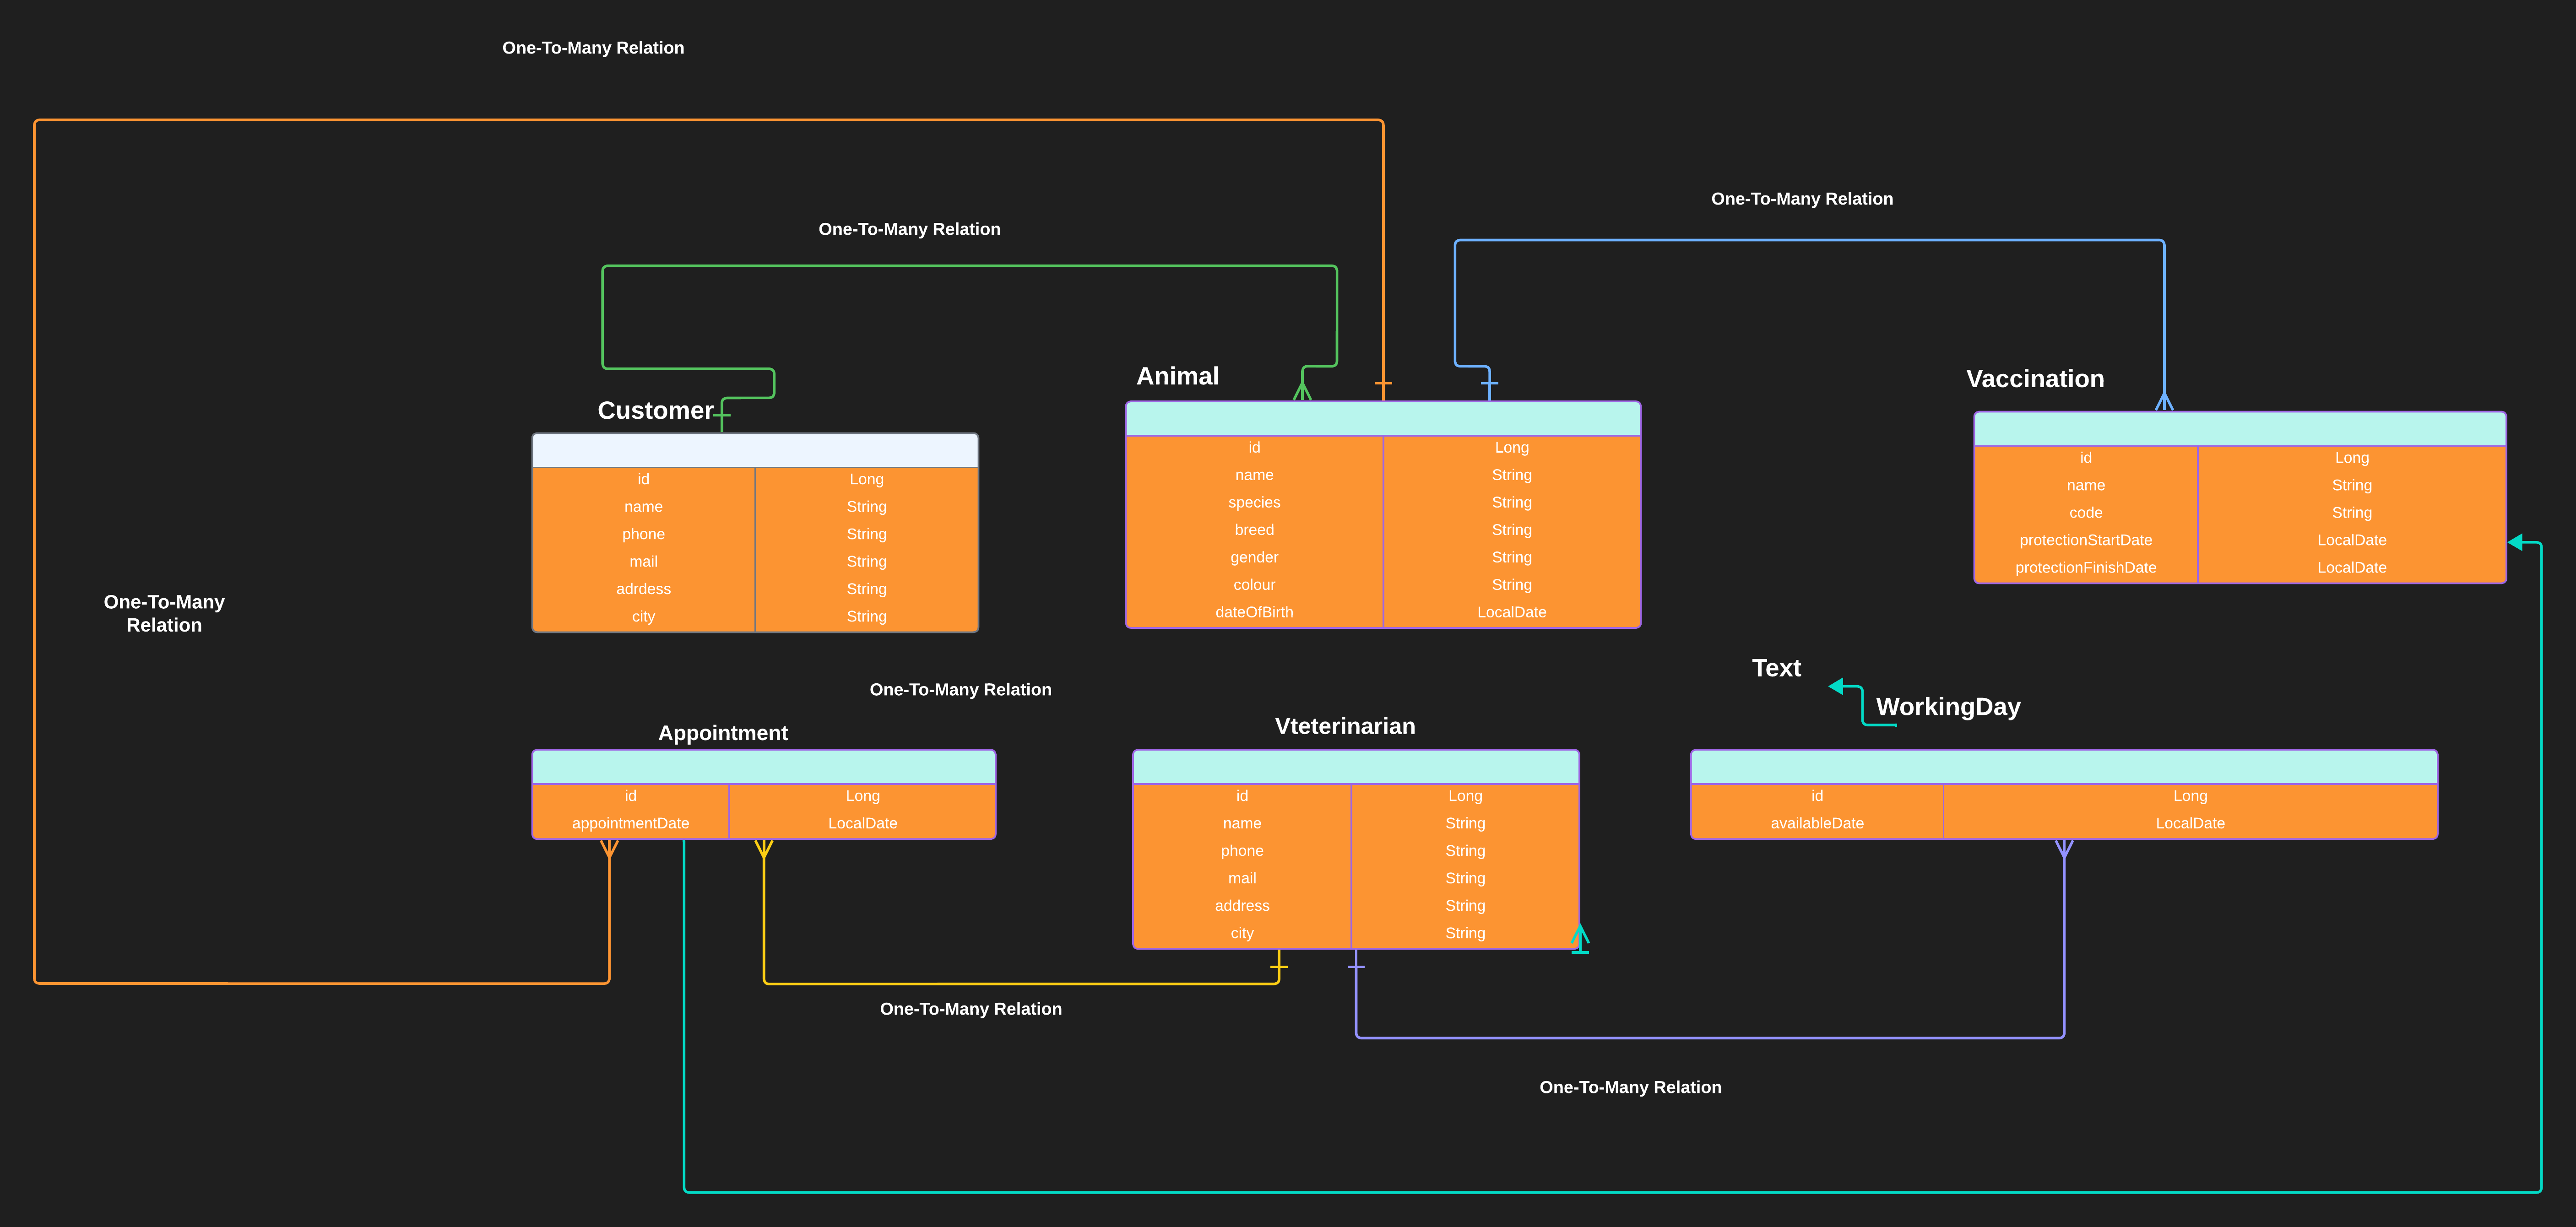 One-To-Many Relation
One-To-Many Relation
One-To-Many Relation
Customer
id Long
name String
phone String
mail String
adrdess String
city String
Animal
id Long
name String
species String
breed String
gender String
colour String
dateOfBirth LocalDate
Vaccination
id Long
name String
code String
protectionStartDate LocalDate
protectionFinishDate LocalDate
One-To-Many
Relation
One-To-Many Relation
Text
Appointment
id Long
appointmentDate LocalDate
Vteterinarian
id Long
name String
phone String
mail String
address String
city String
WorkingDay
id Long
availableDate LocalDate
One-To-Many Relation
One-To-Many Relation